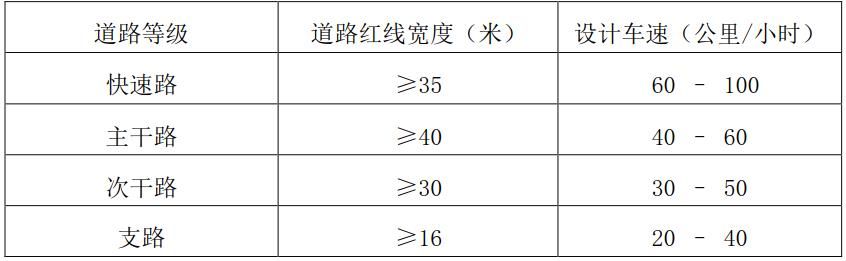 道路等级 道路红线宽度（米） 设计车速（公里/小时）
快速路 ≥35 60 - 100
主干路 ≥40 40 - 60
次干路 ≥30 30 - 50
支路 ≥16 20 - 40